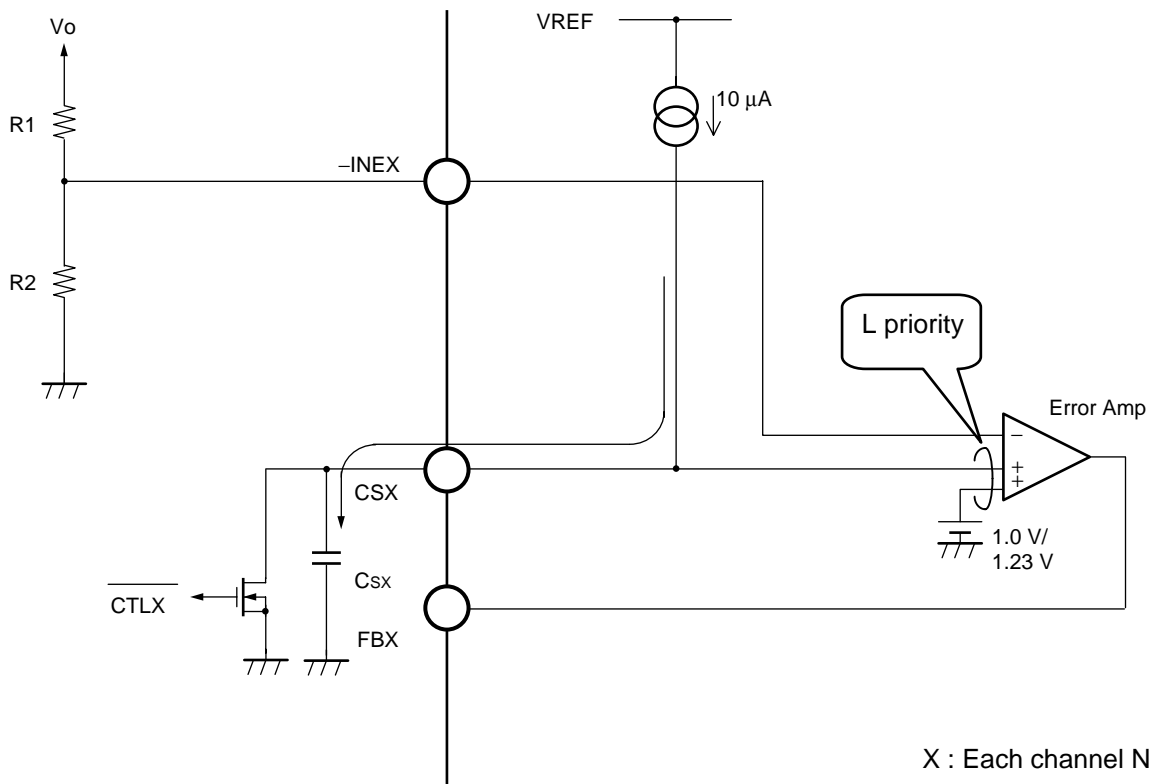 Vo
VREF
R1
10 μA
−INEX
R2
L priority
Error Amp
−
+
+
CSX
1.0 V/
1.23 V
CSX
CTLX
FBX
X : Each channel N